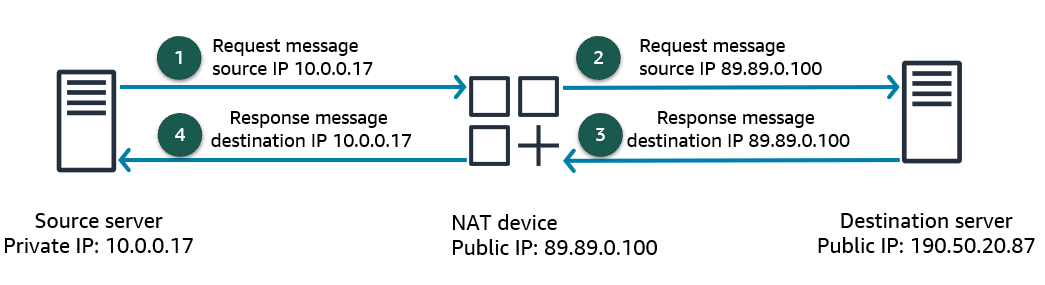 1
Request message
source IP 10.0.0.17
2
Request message
source IP 89.89.0.100
4
Response message
destination IP 10.0.0.17
3
Response message
destination IP 89.89.0.100
Source server
Private IP: 10.0.0.17
NAT device
Public IP: 89.89.0.100
Destination server
Public IP: 190.50.20.87